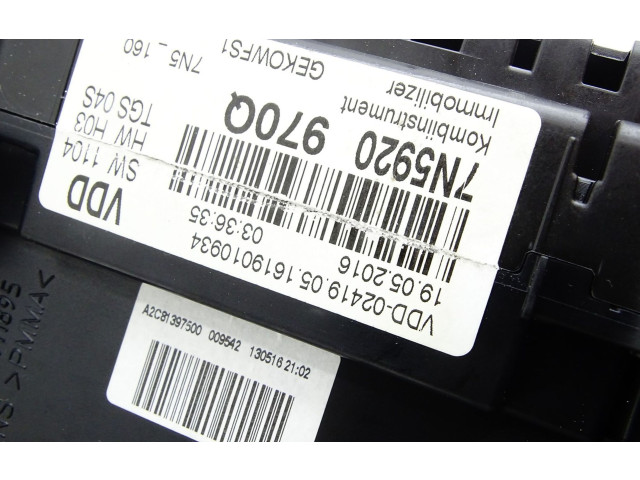 VDD-02419.05.1619010934
19.05.2016 03:36:35
VDD
SW 1104
HW H03
TGS 04S
7N5920 970Q
Kombiinstrument
Immobilizer
GEKOWFS1
7N5_160
A2C81397500 009542 130516 21:02
>PMMA<